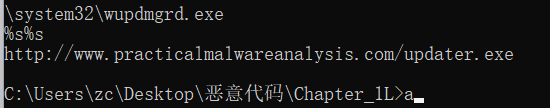 \system32\wupdmgrd.exe
%s%s
http://www.practicalmalwareanalysis.com/updater.exe
C:\Users\zc\Desktop\恶意代码\Chapter_1L>a